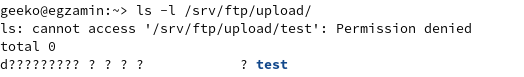 geeko@egzamin:~> ls -l /srv/ftp/upload/
ls: cannot access '/srv/ftp/upload/test': Permission denied
total 0
d????????? ? ? ? ?            ? test